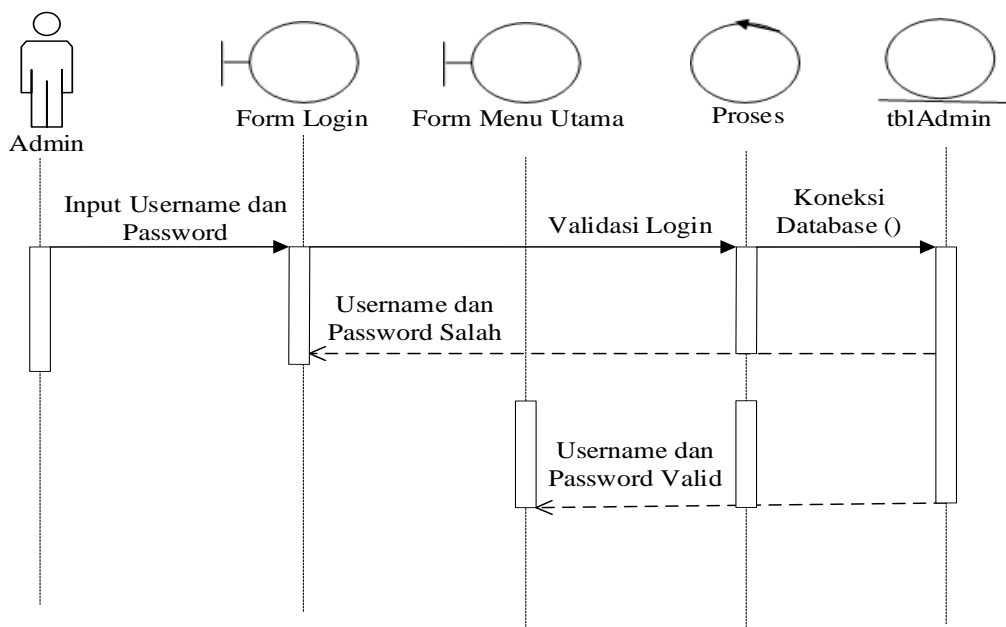 Admin
Form Login
Form Menu Utama
Proses
tblAdmin
Input Username dan
Password
Validasi Login
Koneksi
Database ()
Username dan
Password Salah
Username dan
Password Valid